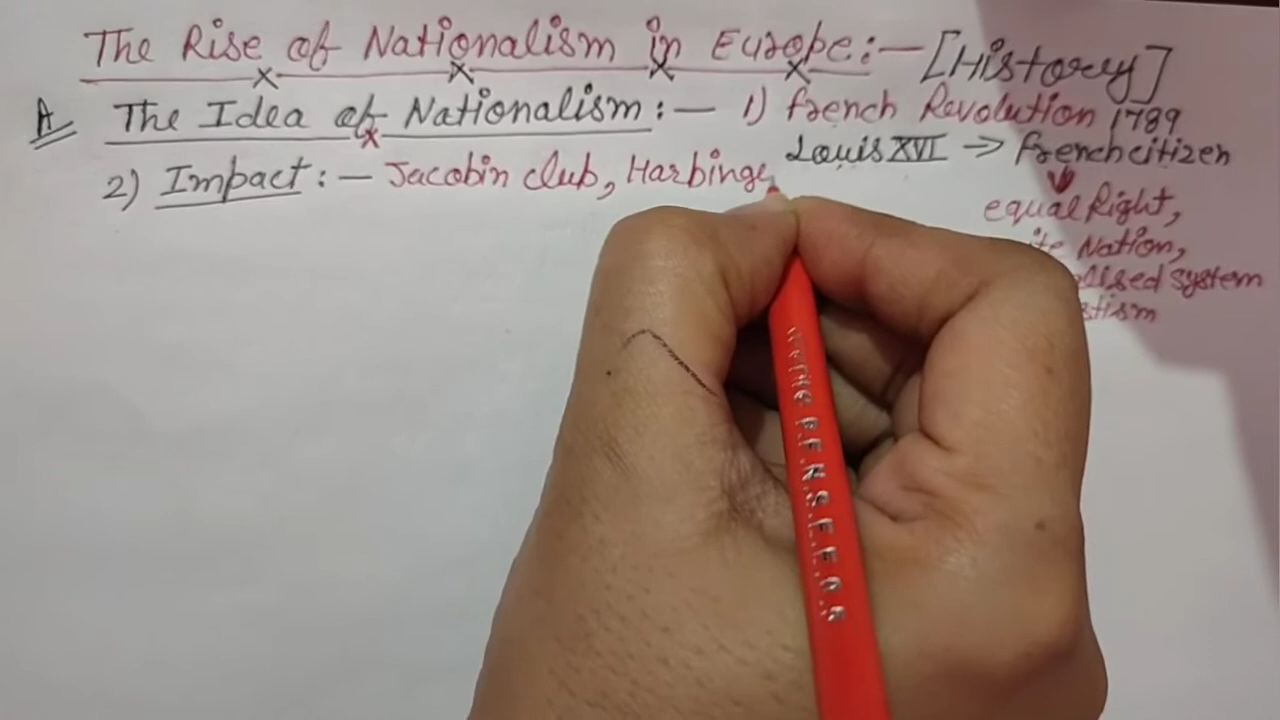 The Rise of Nationalism in Europe:- [History]
A The Idea of Nationalism:- 1) french Revolution 1789
Louis XVI → french citizen
2) Impact:- Jacobin club, Harbinge
equal Right,
Nation,
system